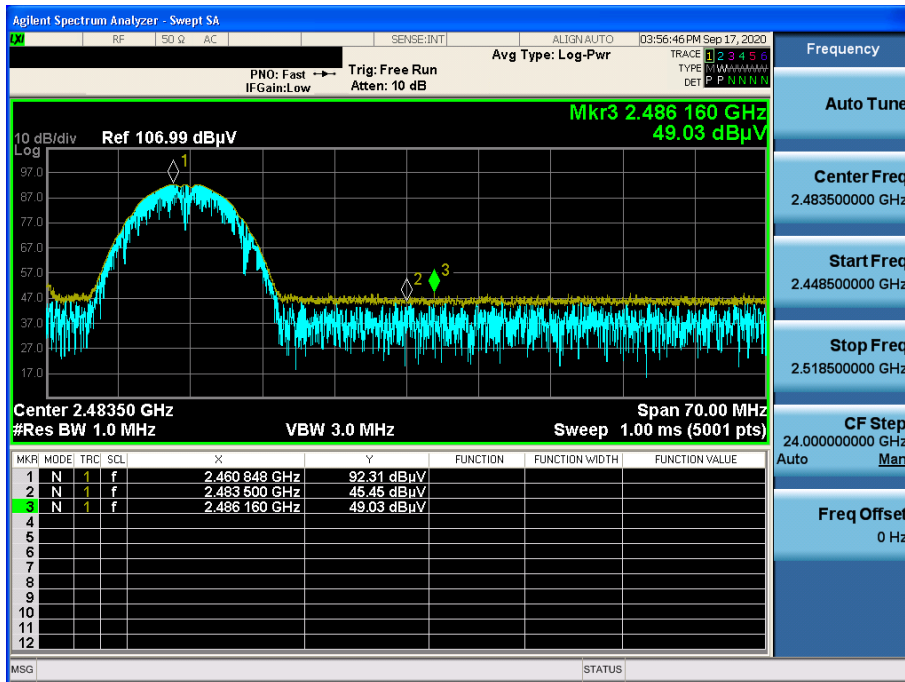 Agilent Spectrum Analyzer - Swept SA
LXI RF 50 Ω AC SENSE:INT ALIGN AUTO 03:56:46 PM Sep 17, 2020
Frequency
Avg Type: Log-Pwr TRACE 1 2 3 4 5 6
PNO: Fast Trig: Free Run TYPE M W W W W W
IFGain:Low Atten: 10 dB DET P P N N N N
Auto Tune
Mkr3 2.486 160 GHz
10 dB/div Ref 106.99 dBµV 49.03 dBµV
Log
97.0
87.0
77.0
67.0
57.0
47.0
37.0
27.0
17.0
1
2
3
Center Freq
2.483500000 GHz
Start Freq
2.448500000 GHz
Stop Freq
2.518500000 GHz
Center 2.48350 GHz Span 70.00 MHz
#Res BW 1.0 MHz VBW 3.0 MHz Sweep 1.00 ms (5001 pts)
CF Step
24.000000000 GHz
Auto Man
MKR MODE TRC SCL X Y FUNCTION FUNCTION WIDTH FUNCTION VALUE
1 N 1 f 2.460 848 GHz 92.31 dBµV
2 N 1 f 2.483 500 GHz 45.45 dBµV
3 N 1 f 2.486 160 GHz 49.03 dBµV
4
5
6
7
8
9
10
11
12
Freq Offset
0 Hz
MSG STATUS